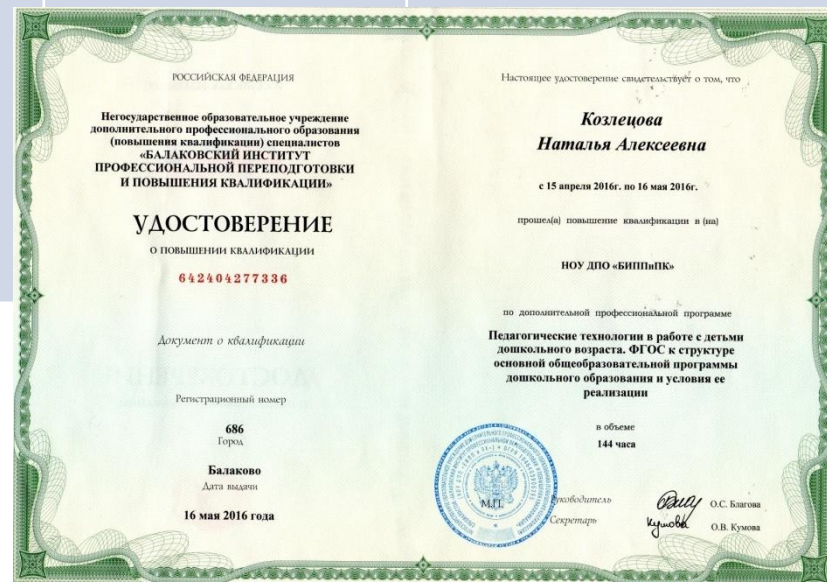 РОССИЙСКАЯ ФЕДЕРАЦИЯ
Негосударственное образовательное учреждение
дополнительного профессионального образования
(повышения квалификации) специалистов
«БАЛАКОВСКИЙ ИНСТИТУТ
ПРОФЕССИОНАЛЬНОЙ ПЕРЕПОДГОТОВКИ
И ПОВЫШЕНИЯ КВАЛИФИКАЦИИ»
УДОСТОВЕРЕНИЕ
О ПОВЫШЕНИИ КВАЛИФИКАЦИИ
642404277336
Документ о квалификации
Регистрационный номер
686
Город
Балаково
Дата выдачи
16 мая 2016 года
Настоящее удостоверение свидетельствует о том, что
Козлецова
Наталья Алексеевна
с 15 апреля 2016г. по 16 мая 2016г.
прошел(а) повышение квалификации в (на)
НОУ ДПО «БИППиПК»
по дополнительной профессиональной программе
Педагогические технологии в работе с детьми
дошкольного возраста. ФГОС к структуре
основной общеобразовательной программы
дошкольного образования и условия ее
реализации
в объеме
144 часа
М.П.
Руководитель
О.С. Благова
Секретарь
О.В. Кумова